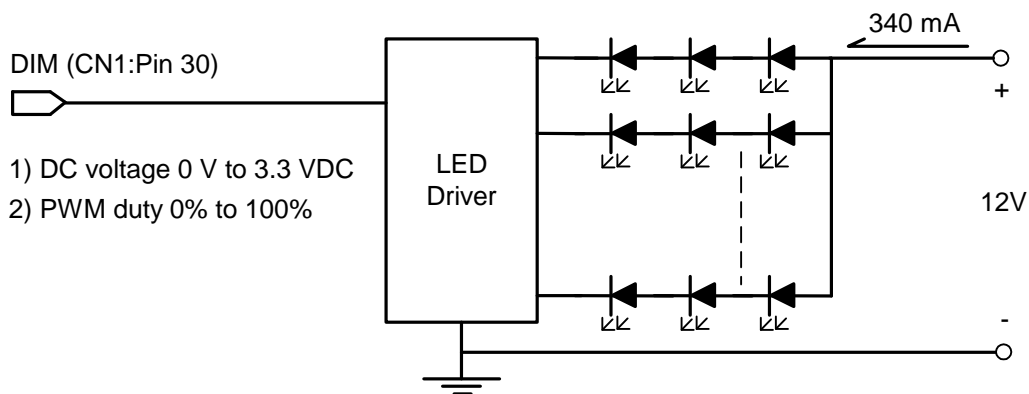 340 mA
DIM (CN1:Pin 30)
+
1) DC voltage 0 V to 3.3 VDC
LED
Driver
2) PWM duty 0% to 100%
12V
-